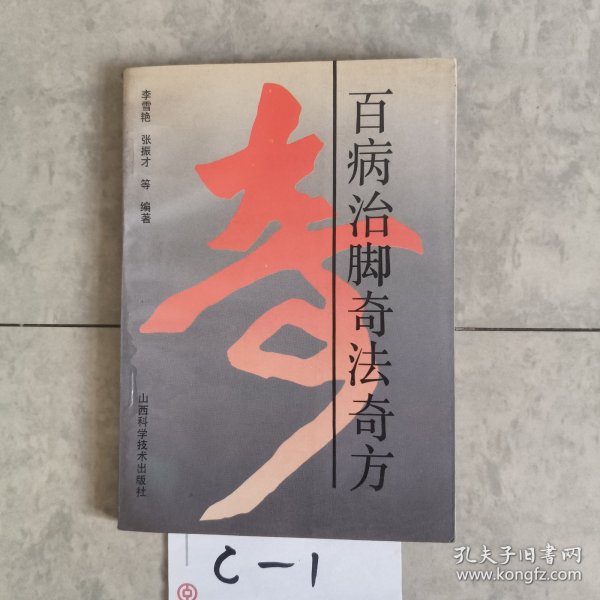 百病治脚奇法奇方
李雪艳 张振才 等 编著
奇
山西科学技术出版社
C-1
孔夫子旧书网
www.kongfz.com